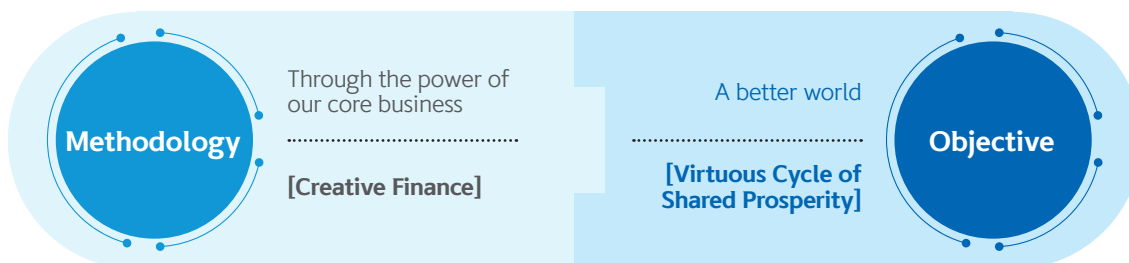 Methodology
Through the power of
our core business
[Creative Finance]
A better world
[Virtuous Cycle of
Shared Prosperity]
Objective